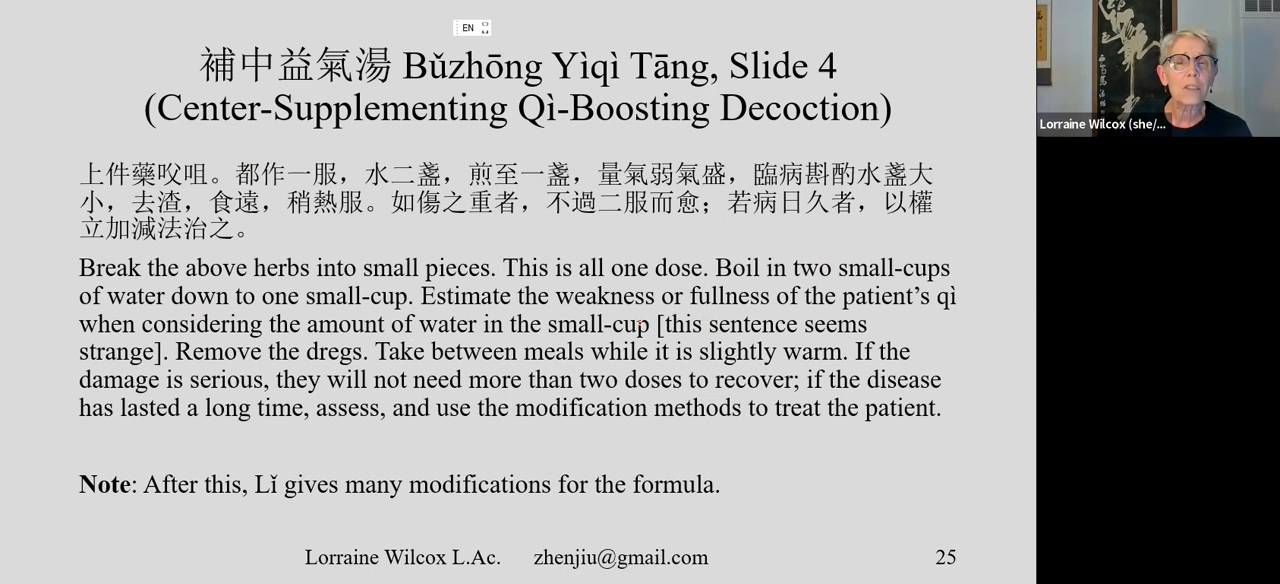 EN
補中益氣湯 Bǔzhōng Yìqì Tāng, Slide 4
(Center-Supplementing Qì-Boosting Decoction)
上件藥㕮咀。都作一服，水二盞，煎至一盞，量氣弱氣盛，臨病斟酌水盞大
小，去渣，食遠，稍熱服。如傷之重者，不過二服而愈；若病日久者，以權
立加減法治之。
Break the above herbs into small pieces. This is all one dose. Boil in two small-cups
of water down to one small-cup. Estimate the weakness or fullness of the patient’s qì
when considering the amount of water in the small-cup [this sentence seems
strange]. Remove the dregs. Take between meals while it is slightly warm. If the
damage is serious, they will not need more than two doses to recover; if the disease
has lasted a long time, assess, and use the modification methods to treat the patient.
Note: After this, Lǐ gives many modifications for the formula.
Lorraine Wilcox L.Ac. zhenjiu@gmail.com 25
Lorraine Wilcox (she/...